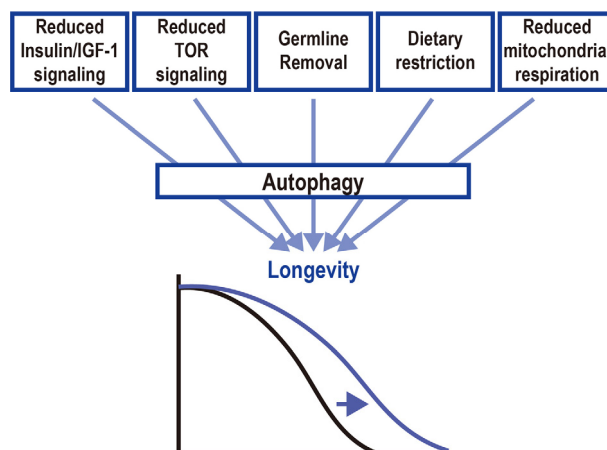 Reduced
Insulin/IGF-1
signaling
Reduced
TOR
signaling
Germline
Removal
Dietary
restriction
Reduced
mitochondria
respiration
Autophagy
Longevity